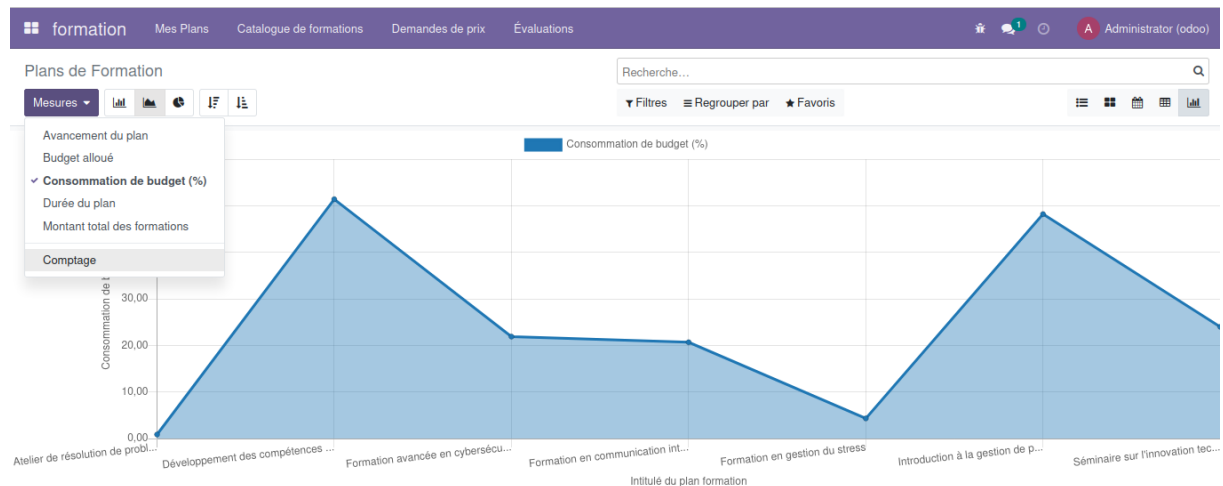 formation Mes Plans Catalogue de formations Demandes de prix Évaluations 1 A Administrator (odoo)
Plans de Formation
Recherche...
Mesures
Filtres Regrouper par Favoris
Avancement du plan
Budget alloué
Consommation de budget (%)
Durée du plan
Montant total des formations
Comptage
Consommation de budget (%)
Consommation de b
30,00
20,00
10,00
0,00
Atelier de résolution de probl... Développement des compétences ... Formation avancée en cybersécu... Formation en communication int... Formation en gestion du stress Introduction à la gestion de p... Séminaire sur l'innovation tec...
Intitulé du plan formation